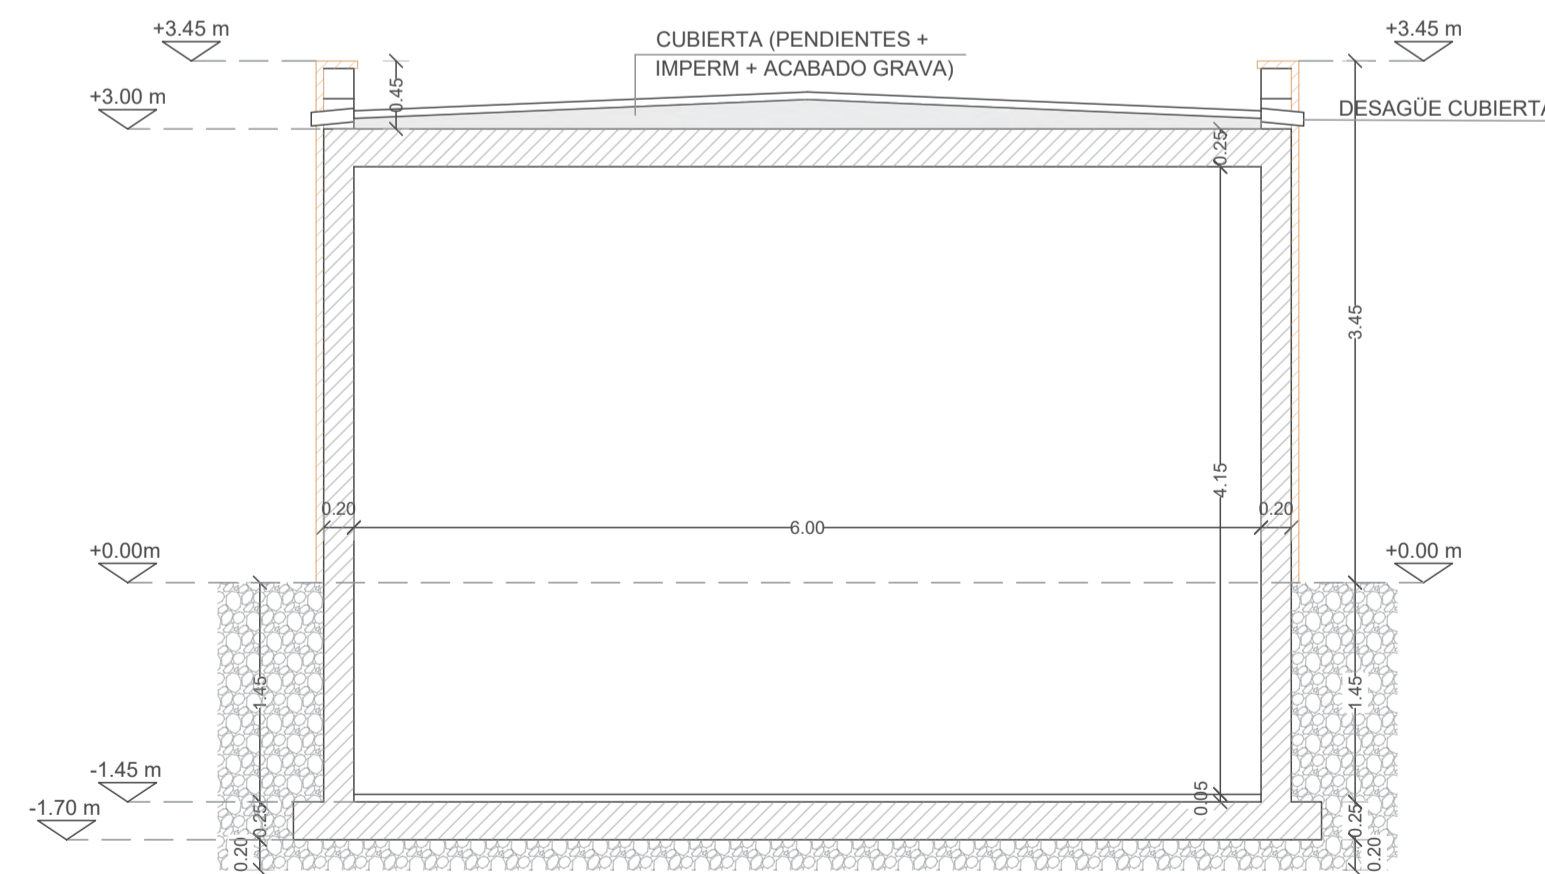 +3.45 m
CUBIERTA (PENDIENTES +
IMPERM + ACABADO GRAVA)
+3.45 m
+3.00 m
0.45
DESAGÜE CUBIERTA
0.25
3.45
4.15
0.20
6.00
0.20
+0.00m
+0.00 m
1.45
1.45
-1.45 m
0.05
-1.70 m
0.25
0.25
0.20
0.20